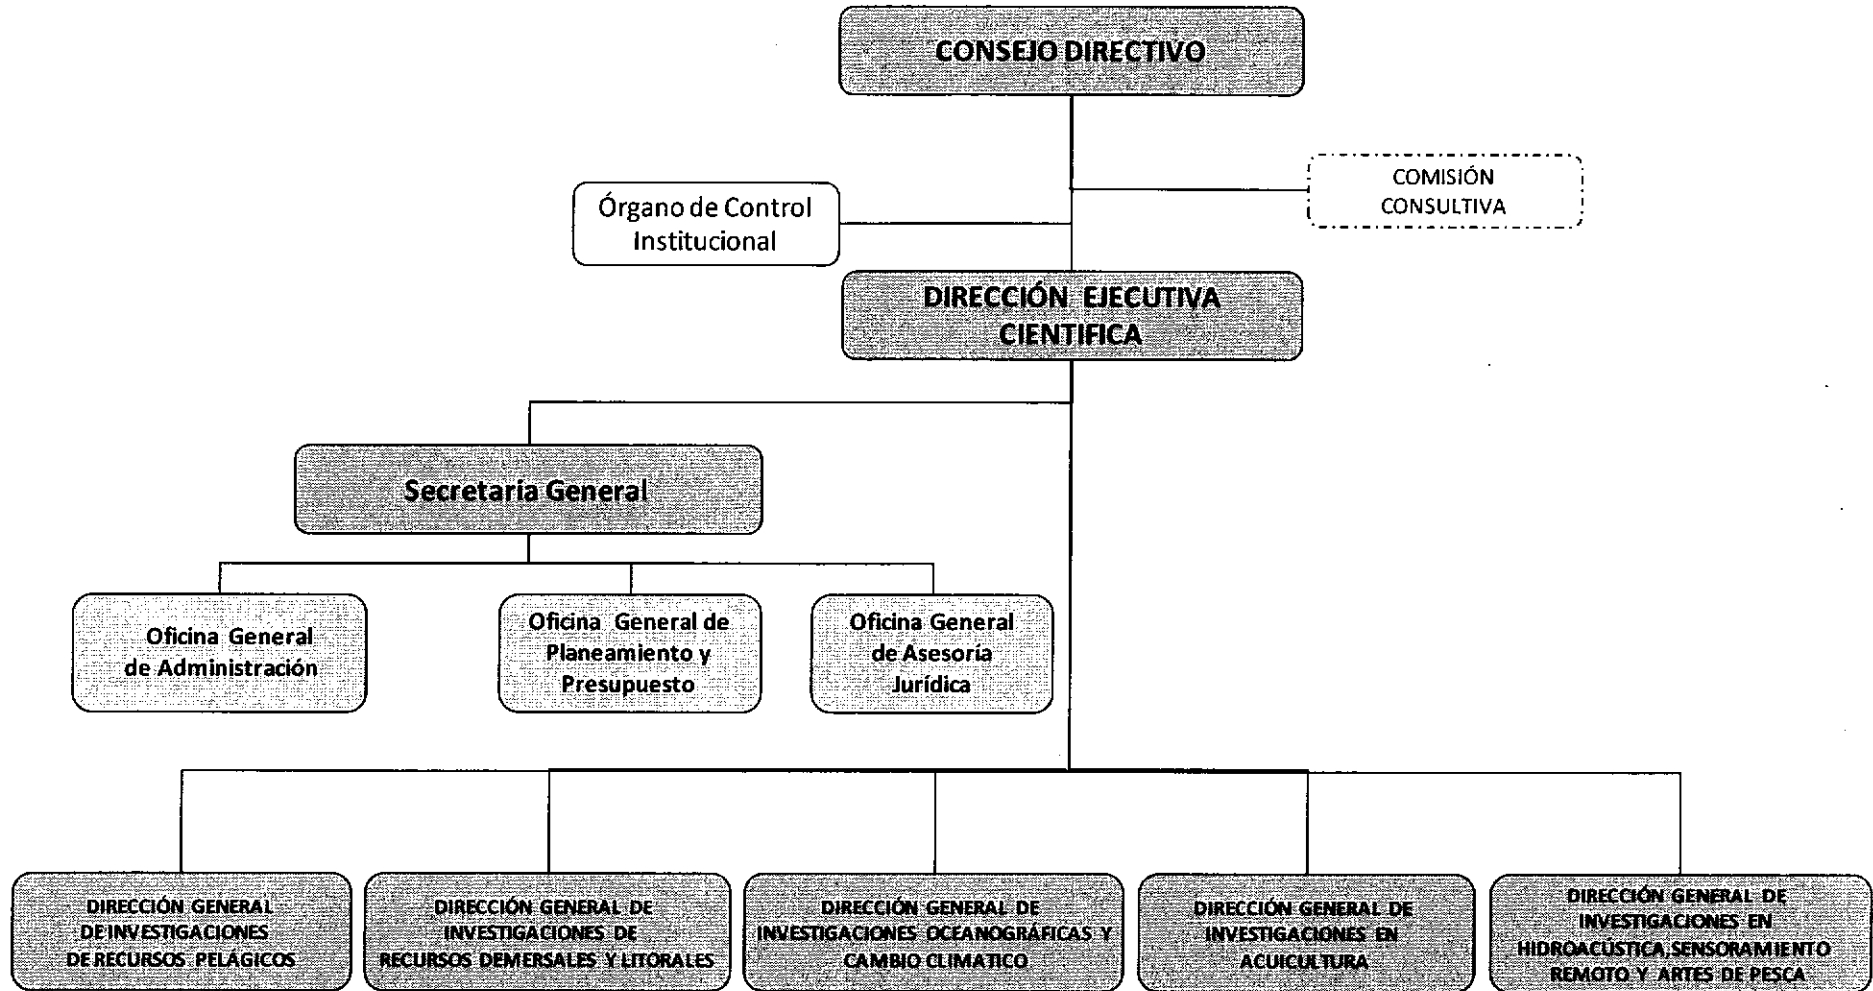 CONSEJO DIRECTIVO
COMISIÓN
CONSULTIVA
Órgano de Control
Institucional
DIRECCIÓN EJECUTIVA
CIENTIFICA
Secretaría General
Oficina General
de Administración
Oficina General de
Planeamiento y
Presupuesto
Oficina General
de Asesoría
Jurídica
DIRECCIÓN GENERAL
DE INVESTIGACIONES
DE RECURSOS PELÁGICOS
DIRECCIÓN GENERAL DE
INVESTIGACIONES DE
RECURSOS DEMERSALES Y LITORALES
DIRECCIÓN GENERAL DE
INVESTIGACIONES OCEANOGRÁFICAS Y
CAMBIO CLIMATICO
DIRECCIÓN GENERAL DE
INVESTIGACIONES EN
ACUICULTURA
DIRECCIÓN GENERAL DE
INVESTIGACIONES EN
HIDROACÚSTICA,SENSORAMIENTO
REMOTO Y ARTES DE PESCA